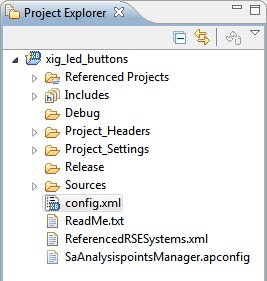 Project Explorer
xig_led_buttons
Referenced Projects
Includes
Debug
Project_Headers
Project_Settings
Release
Sources
config.xml
ReadMe.txt
ReferencedRSESystems.xml
SaAnalysispointsManager.apconfig